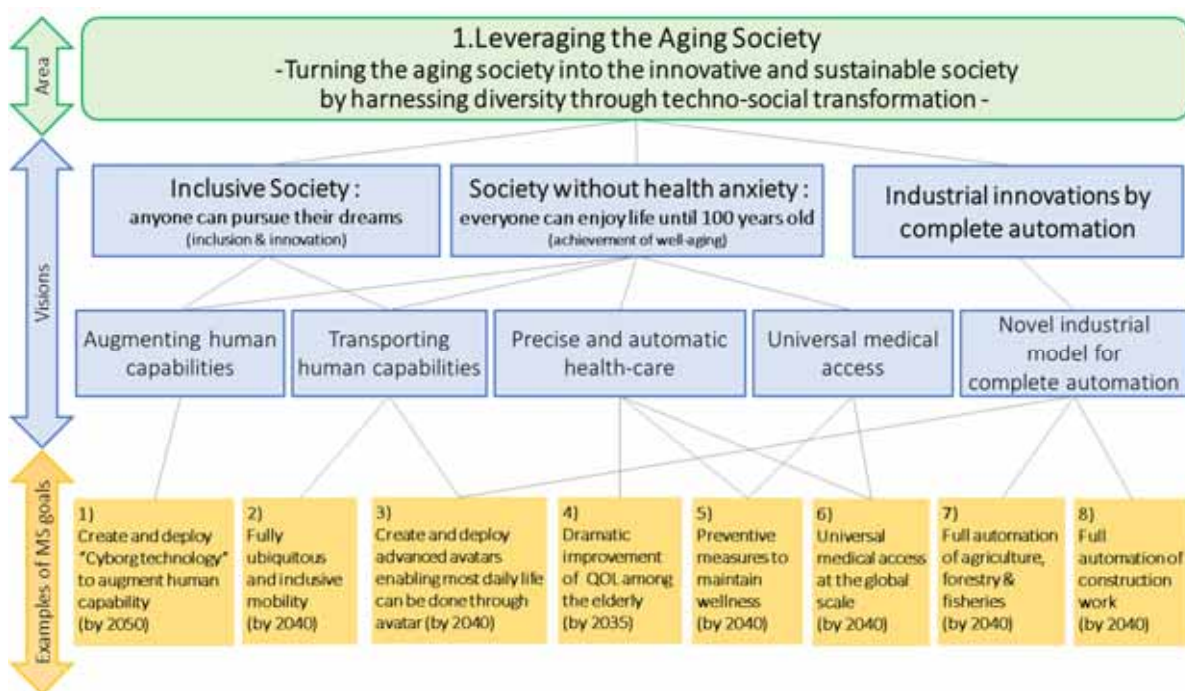 Area
1.Leveraging the Aging Society
-Turning the aging society into the innovative and sustainable society
by harnessing diversity through techno-social transformation -
Visions
Inclusive Society :
anyone can pursue their dreams
(inclusion & innovation)
Society without health anxiety :
everyone can enjoy life until 100 years old
(achievement of well-aging)
Industrial innovations by
complete automation
Augmenting human
capabilities
Transporting
human capabilities
Precise and automatic
health-care
Universal medical
access
Novel industrial
model for
complete automation
Examples of MS goals
1)
Create and deploy
"Cyborg technology"
to augment human
capability
(by 2050)
2)
Fully
ubiquitous
and inclusive
mobility
(by 2040)
3)
Create and deploy
advanced avatars
enabling most daily life
can be done through
avatar (by 2040)
4)
Dramatic
improvement
of QOL among
the elderly
(by 2035)
5)
Preventive
measures to
maintain
wellness
(by 2040)
6)
Universal
medical access
at the global
scale
(by 2040)
7)
Full automation
of agriculture,
forestry &
fisheries
(by 2040)
8)
Full
automation of
construction
work
(by 2040)